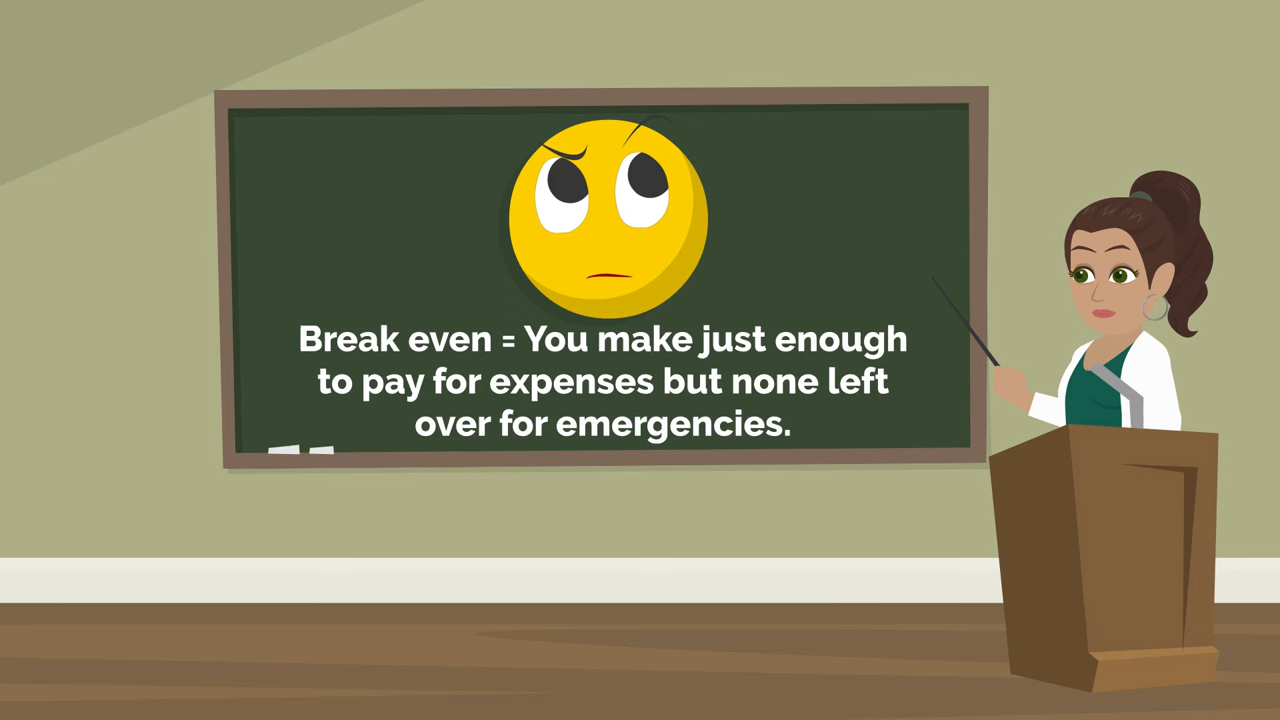 Break even = You make just enough
to pay for expenses but none left
over for emergencies.